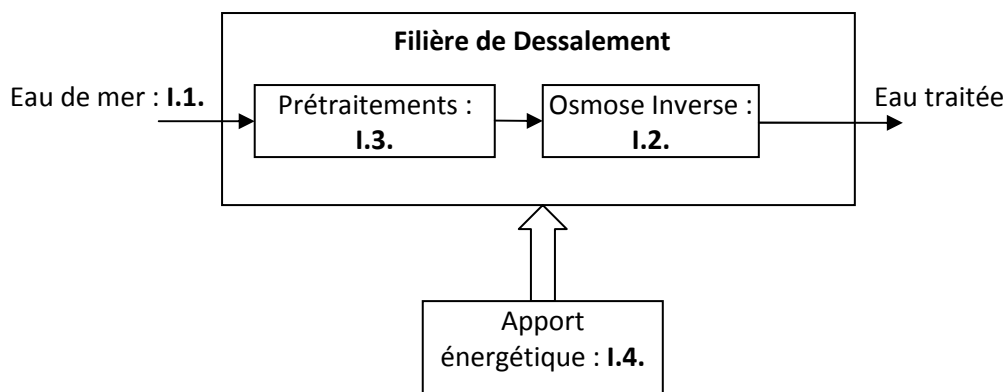 Filière de Dessalement
Eau de mer : I.1.
Prétraitements :
I.3.
Osmose Inverse :
I.2.
Eau traitée
Apport
énergétique : I.4.